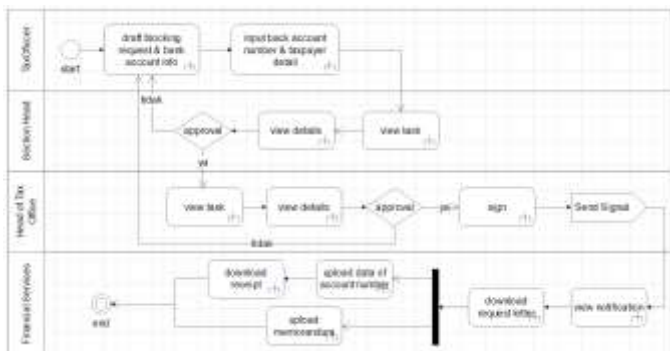 Tax Officer
draft blocking
request & bank
account info
input back account
number & taxpayer
detail
start
tidak
Section Head
approval
view details
view task
ya
Head of Tax
Office
view task
view details
approval
ya
sign
Send Signal
tidak
Financial Services
download
receipt
upload data of
account number
upload
memorandum
download
request letter
view notification
end